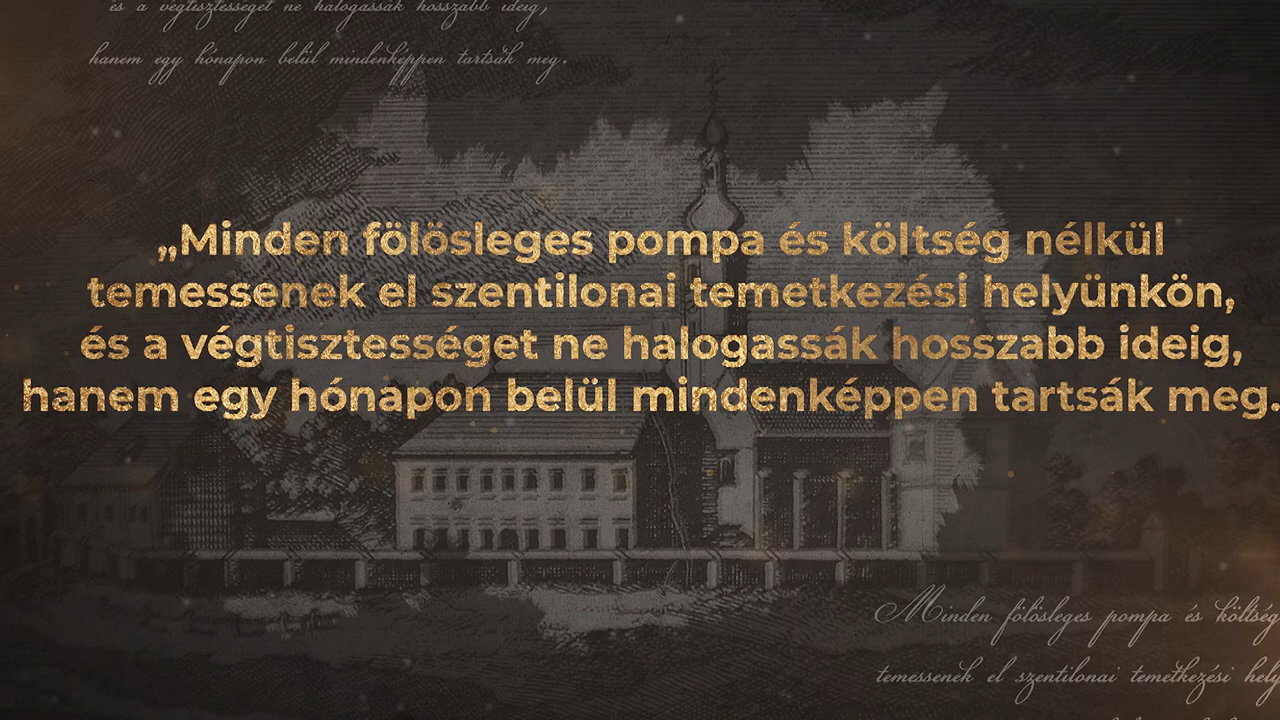 és a végtisztességet ne halogassák hosszabb ideig,
hanem egy hónapon belül mindenképpen tartsák meg.
„Minden fölösleges pompa és költség nélkül
temessenek el szentilonai temetkezési helyünkön,
és a végtisztességet ne halogassák hosszabb ideig,
hanem egy hónapon belül mindenképpen tartsák meg.
Minden fölösleges pompa és költség
temessenek el szentilonai temetkezési hely